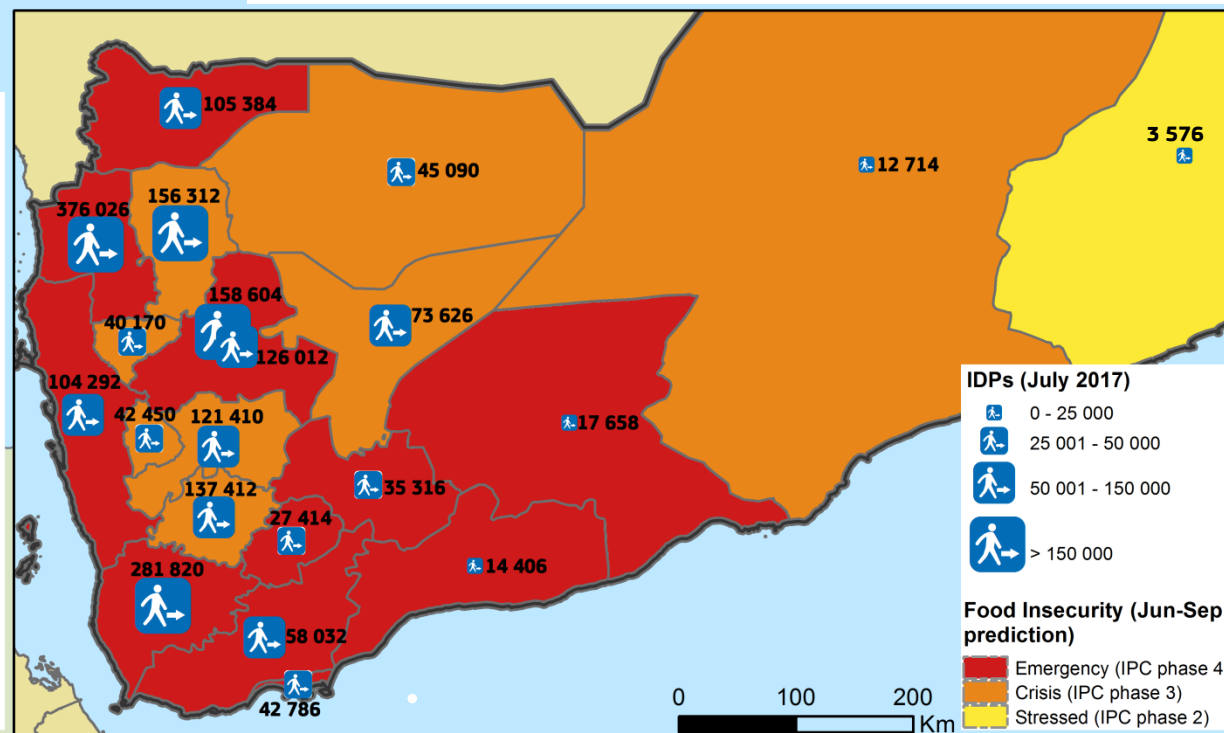 105 384
3 576
45 090
12 714
156 312
376 026
158 604
73 626
40 170
126 012
104 292
42 450
121 410
17 658
137 412
35 316
27 414
281 820
14 406
58 032
42 786
IDPs (July 2017)
0 - 25 000
25 001 - 50 000
50 001 - 150 000
> 150 000
Food Insecurity (Jun-Sep
prediction)
Emergency (IPC phase 4
Crisis (IPC phase 3)
Stressed (IPC phase 2)
0 100 200
Km